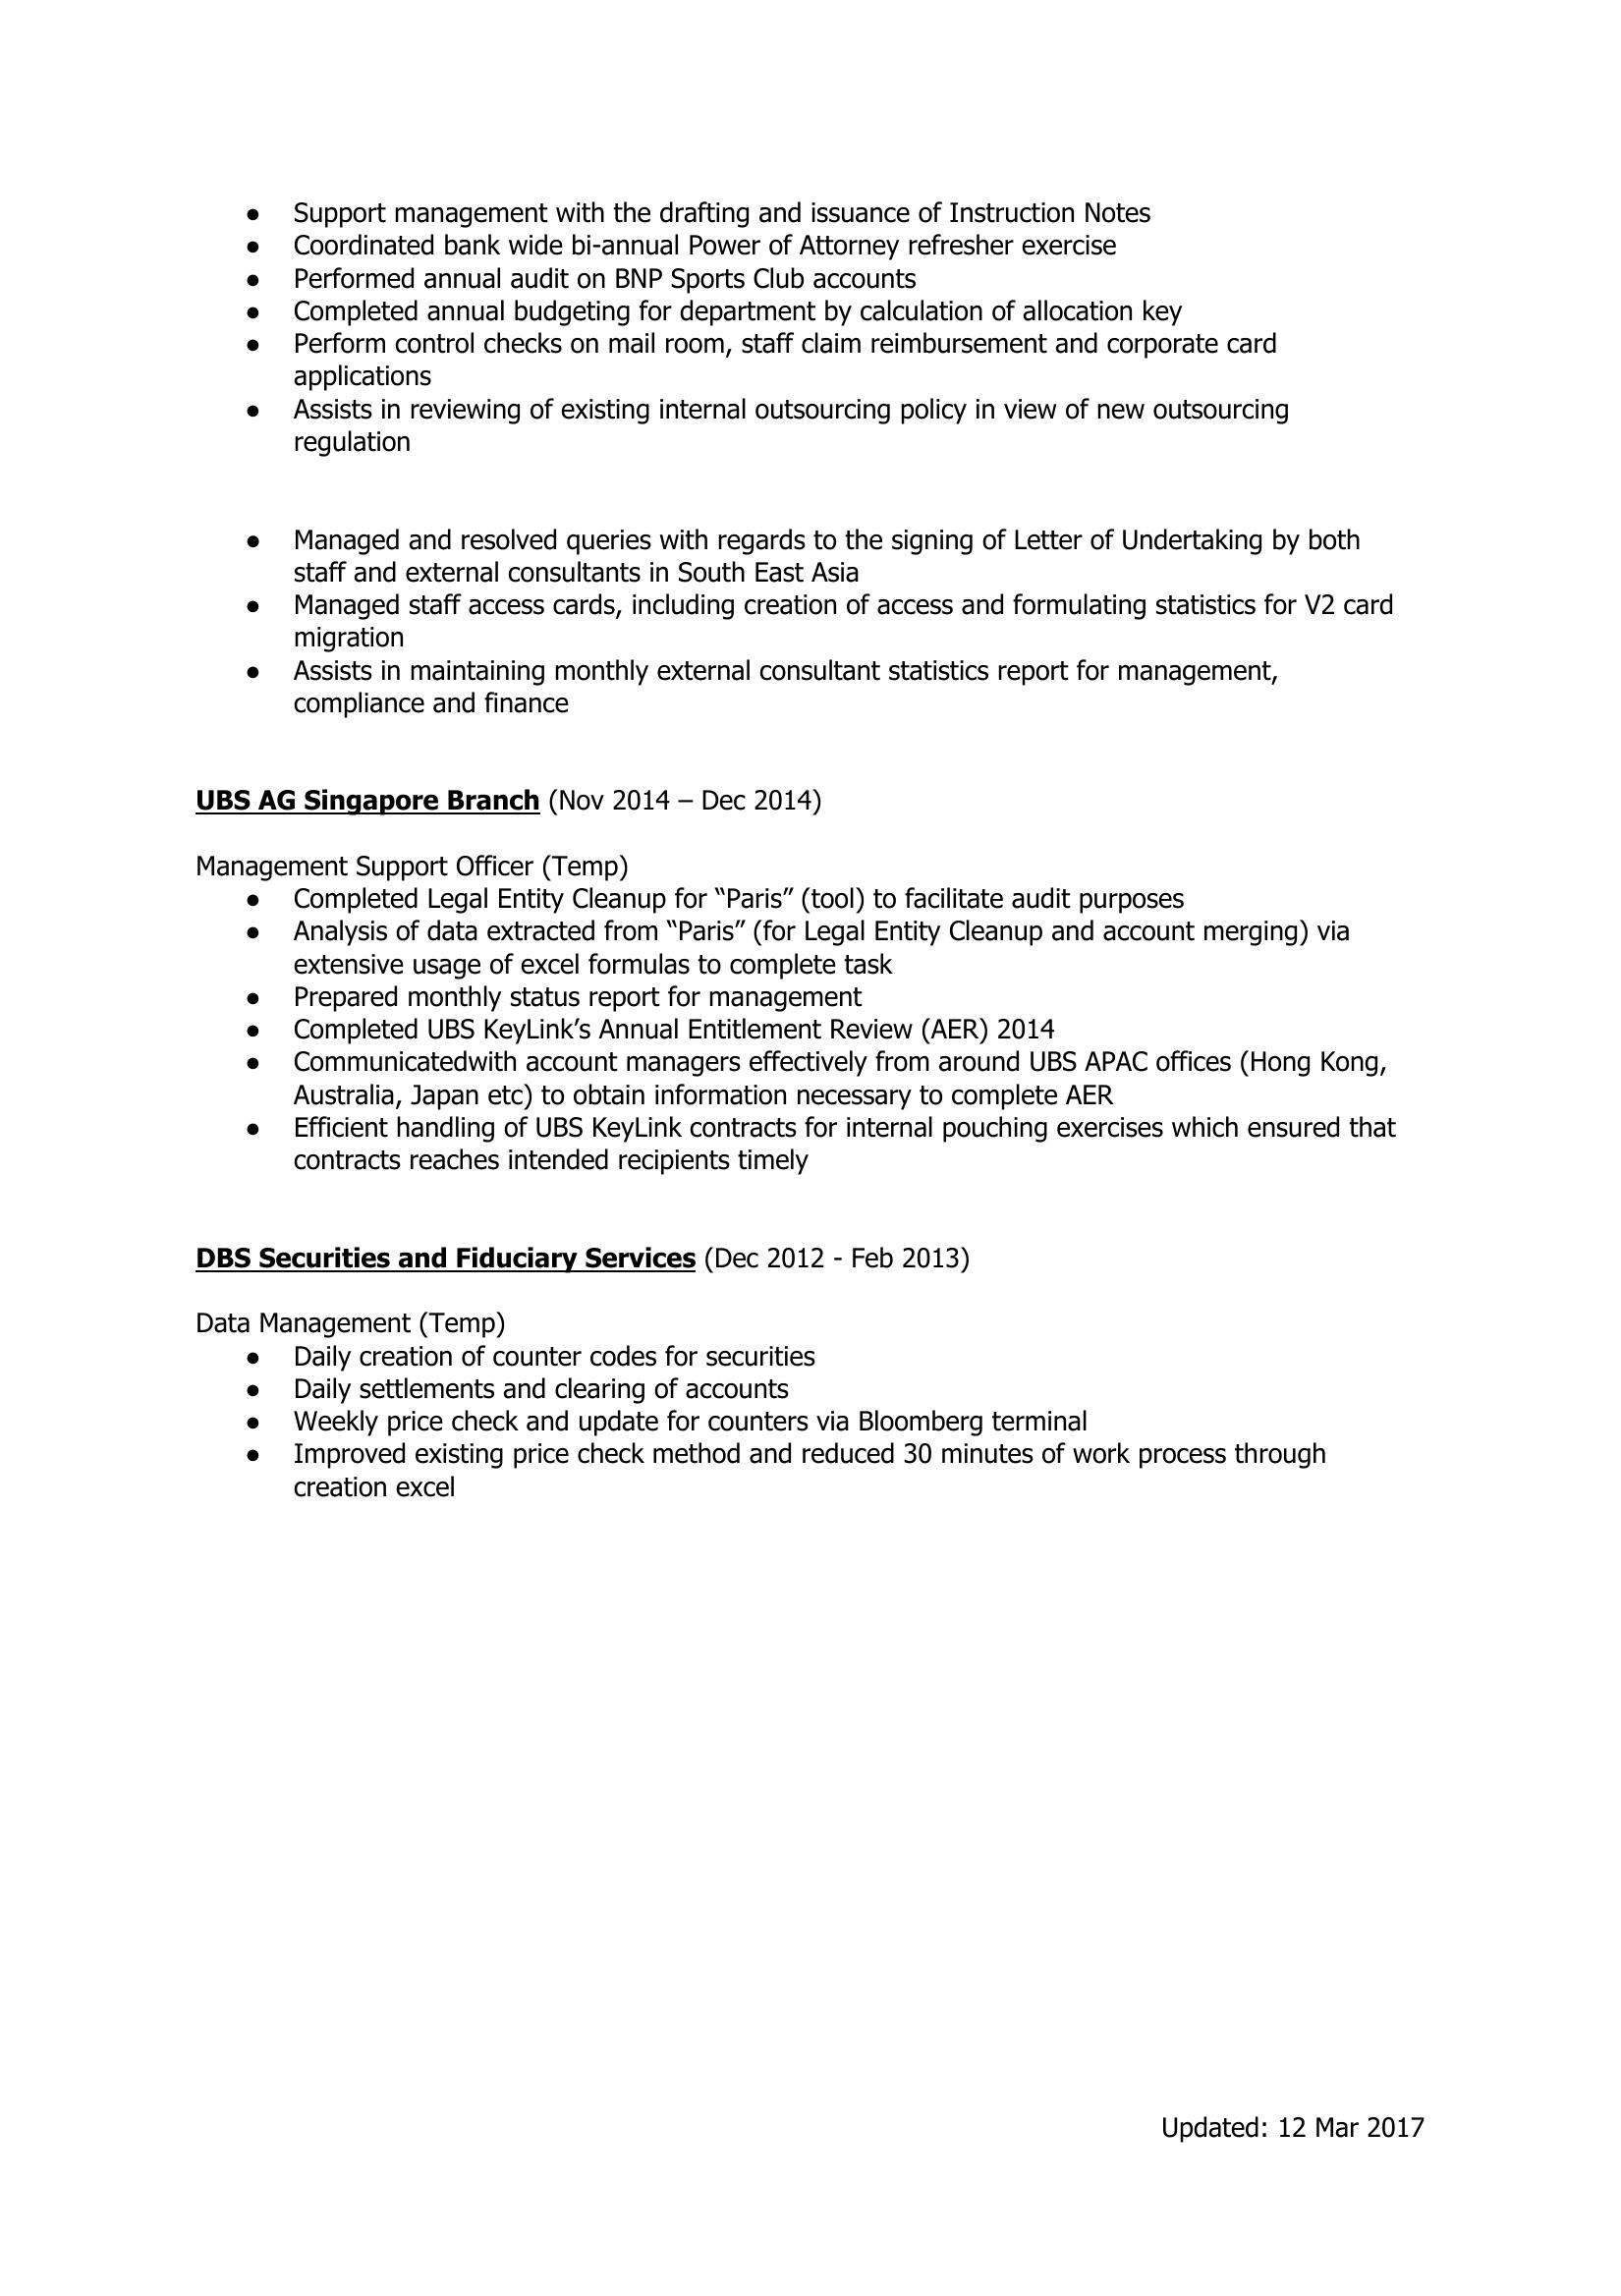 ● Support management with the drafting and issuance of Instruction Notes
● Coordinated bank wide bi-annual Power of Attorney refresher exercise
● Performed annual audit on BNP Sports Club accounts
● Completed annual budgeting for department by calculation of allocation key
● Perform control checks on mail room, staff claim reimbursement and corporate card
applications
● Assists in reviewing of existing internal outsourcing policy in view of new outsourcing
regulation
● Managed and resolved queries with regards to the signing of Letter of Undertaking by both
staff and external consultants in South East Asia
● Managed staff access cards, including creation of access and formulating statistics for V2 card
migration
● Assists in maintaining monthly external consultant statistics report for management,
compliance and finance
UBS AG Singapore Branch (Nov 2014 – Dec 2014)
Management Support Officer (Temp)
● Completed Legal Entity Cleanup for “Paris” (tool) to facilitate audit purposes
● Analysis of data extracted from “Paris” (for Legal Entity Cleanup and account merging) via
extensive usage of excel formulas to complete task
● Prepared monthly status report for management
● Completed UBS KeyLink’s Annual Entitlement Review (AER) 2014
● Communicatedwith account managers effectively from around UBS APAC offices (Hong Kong,
Australia, Japan etc) to obtain information necessary to complete AER
● Efficient handling of UBS KeyLink contracts for internal pouching exercises which ensured that
contracts reaches intended recipients timely
DBS Securities and Fiduciary Services (Dec 2012 - Feb 2013)
Data Management (Temp)
● Daily creation of counter codes for securities
● Daily settlements and clearing of accounts
● Weekly price check and update for counters via Bloomberg terminal
● Improved existing price check method and reduced 30 minutes of work process through
creation excel
Updated: 12 Mar 2017